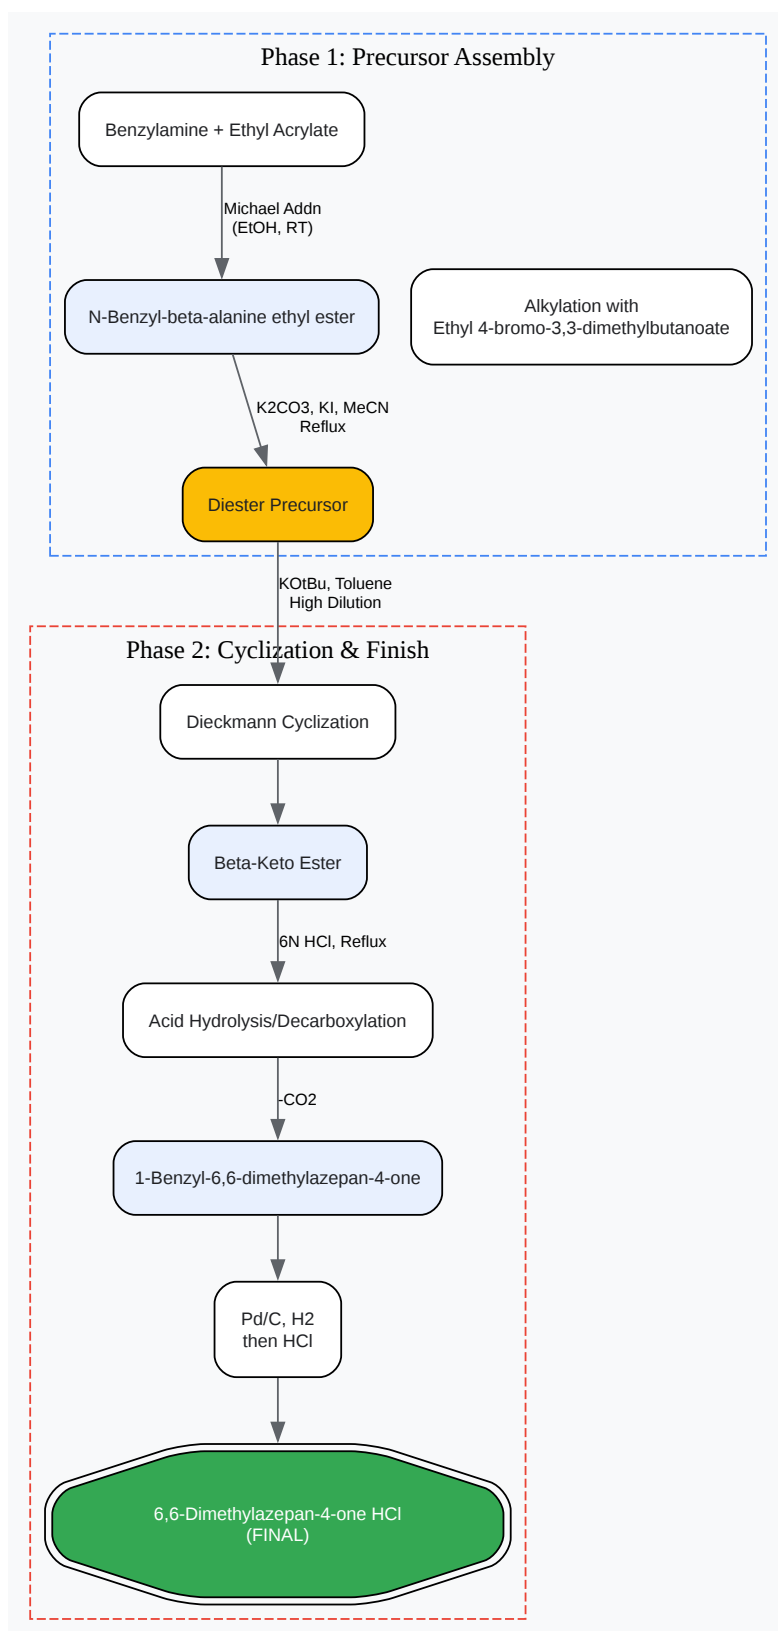 Phase 1: Precursor Assembly
Benzylamine + Ethyl Acrylate
Michael Addn
(EtOH, RT)
N-Benzyl-beta-alanine ethyl ester
Alkylation with
Ethyl 4-bromo-3,3-dimethylbutanoate
K2CO3, KI, MeCN
Reflux
Diester Precursor
KOtBu, Toluene
High Dilution
Phase 2: Cyclization & Finish
Dieckmann Cyclization
Beta-Keto Ester
6N HCl, Reflux
Acid Hydrolysis/Decarboxylation
-CO2
1-Benzyl-6,6-dimethylazepan-4-one
Pd/C, H2
then HCl
6,6-Dimethylazepan-4-one HCl
(FINAL)